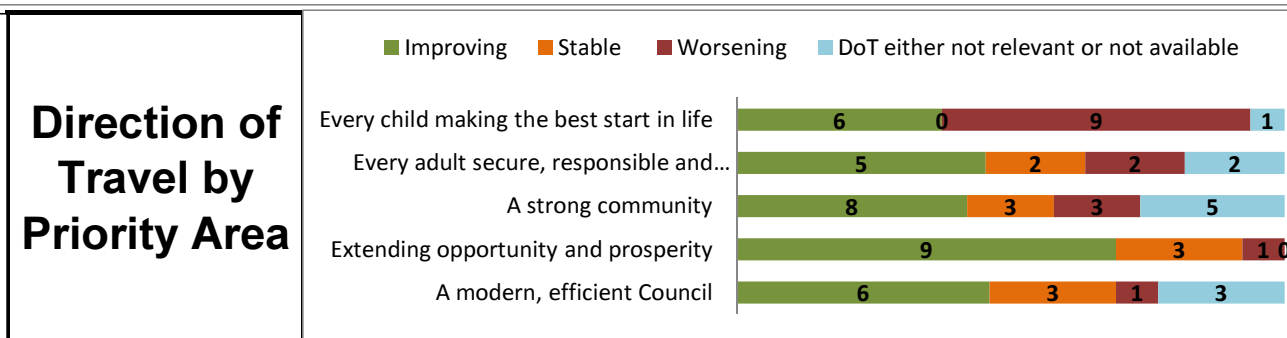 Direction of
Travel by
Priority Area
Improving Stable Worsening DoT either not relevant or not available
Every child making the best start in life 6 0 9 1
Every adult secure, responsible and... 5 2 2 2
A strong community 8 3 3 5
Extending opportunity and prosperity 9 3 1 0
A modern, efficient Council 6 3 1 3